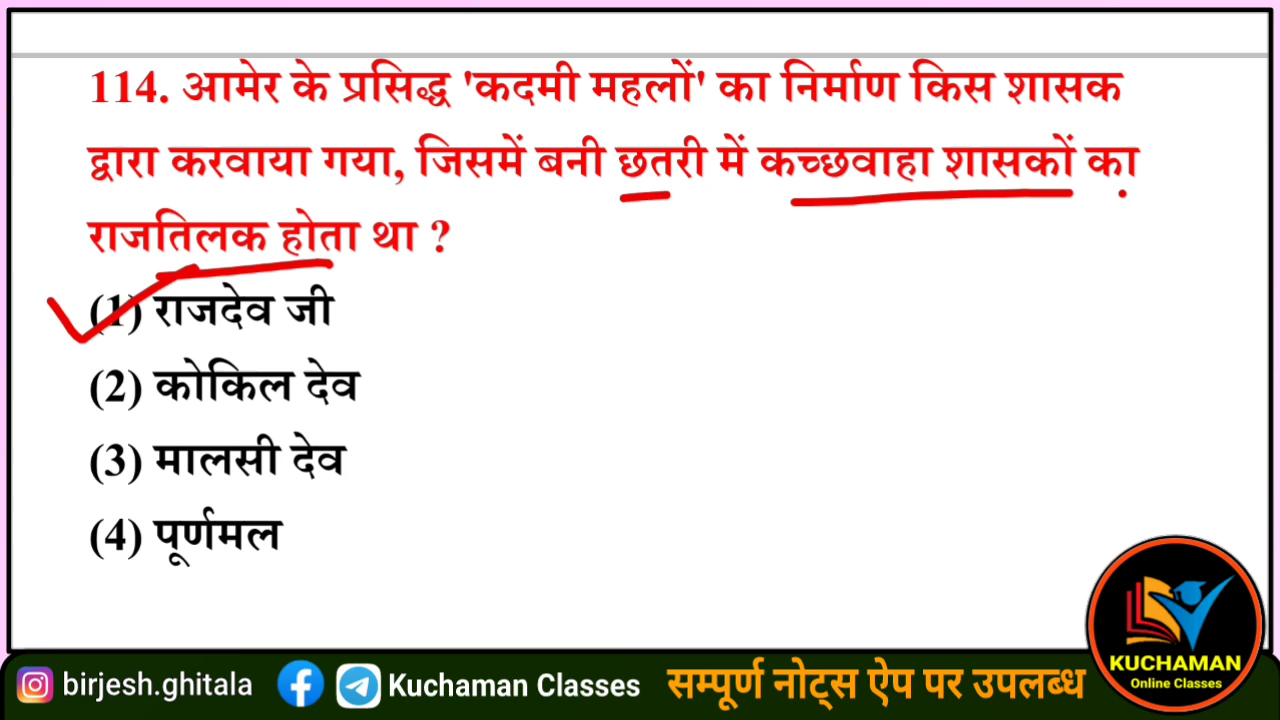 114. आमेर के प्रसिद्ध 'कदमी महलों' का निर्माण किस शासक
द्वारा करवाया गया, जिसमें बनी छतरी में कच्छवाहा शासकों का
राजतिलक होता था ?
(1) राजदेव जी
(2) कोकिल देव
(3) मालसी देव
(4) पूर्णमल
KUCHAMAN
Online Classes
birjesh.ghitala
Kuchaman Classes
सम्पूर्ण नोट्स ऐप पर उपलब्ध